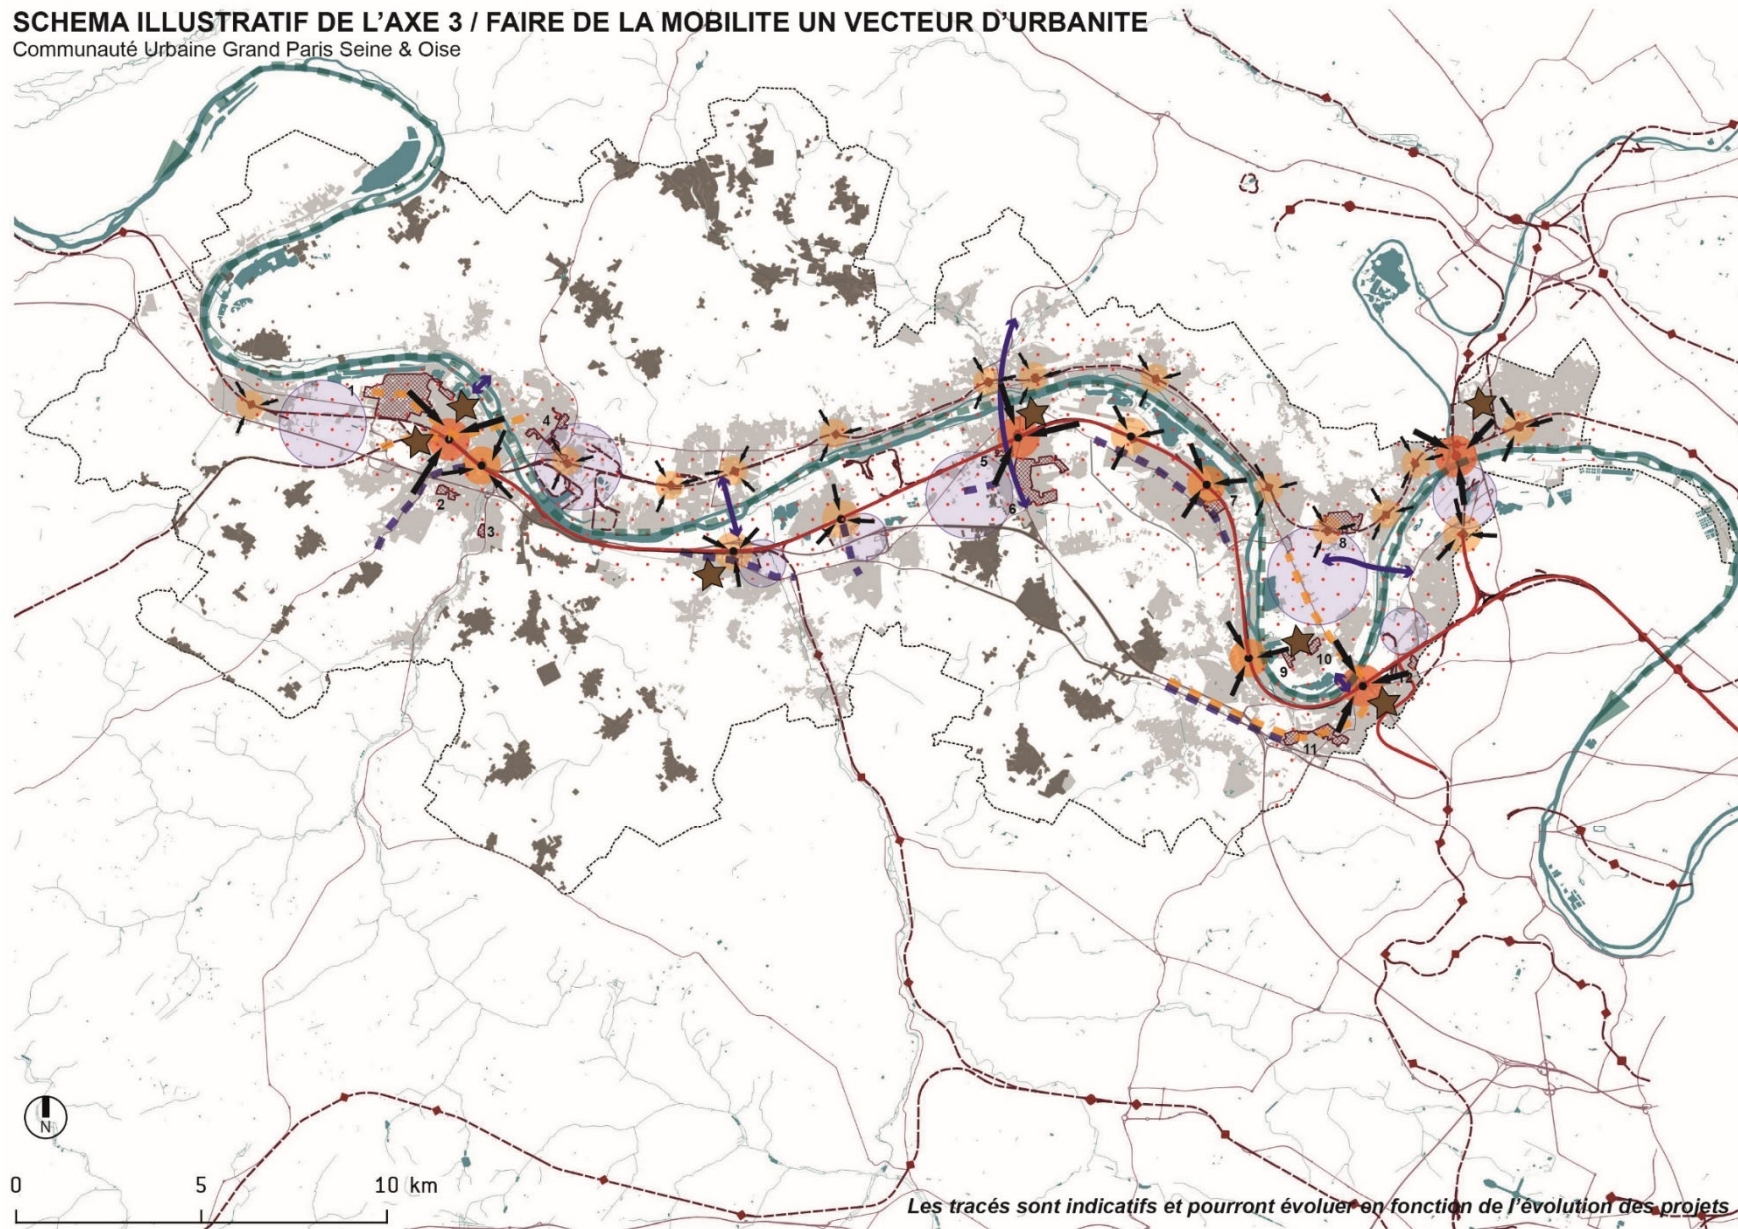 SCHEMA ILLUSTRATIF DE L'AXE 3 / FAIRE DE LA MOBILITE UN VECTEUR D'URBANITE
Communauté Urbaine Grand Paris Seine & Oise
1
4
5
2
3
6
7
8
9
10
12
11
N
0 5 10 km
Les tracés sont indicatifs et pourront évoluer en fonction de l'évolution des projets